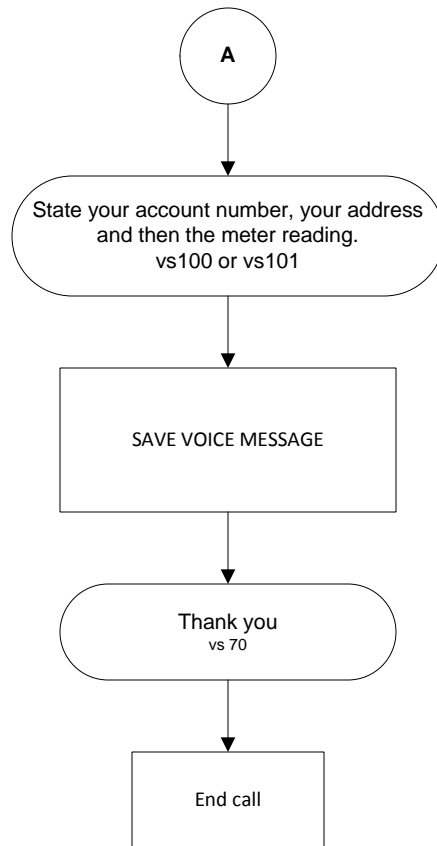 A
State your account number, your address
and then the meter reading.
vs100 or vs101
SAVE VOICE MESSAGE
Thank you
vs 70
End call